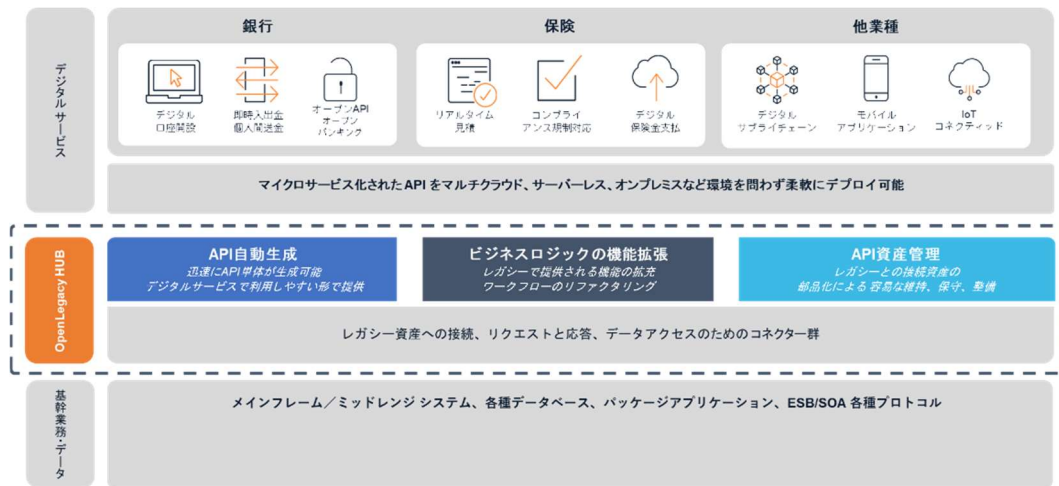 デジタル サービス
銀行
デジタル
口座開設
即時入出金
個人間送金
オープンAPI
オープン
バンキング
保険
リアルタイム
見積
コンプライ
アンス規制対応
デジタル
保険金支払
他業種
デジタル
サプライチェーン
モバイル
アプリケーション
IoT
コネクティッド
マイクロサービス化された API をマルチクラウド、サーバーレス、オンプレミスなど環境を問わず柔軟にデプロイ可能
OpenLegacy HUB
API自動生成
迅速にAPI単体が生成可能
デジタルサービスで利用しやすい形で提供
ビジネスロジックの機能拡張
レガシーで提供される機能の拡充
ワークフローのリファクタリング
API資産管理
レガシーとの接続資産の
部品化による 容易な維持、保守、整備
レガシー資産への接続、リクエストと応答、データアクセスのためのコネクター群
基幹業務・データ
メインフレーム／ミッドレンジ システム、各種データベース、パッケージアプリケーション、ESB/SOA 各種プロトコル